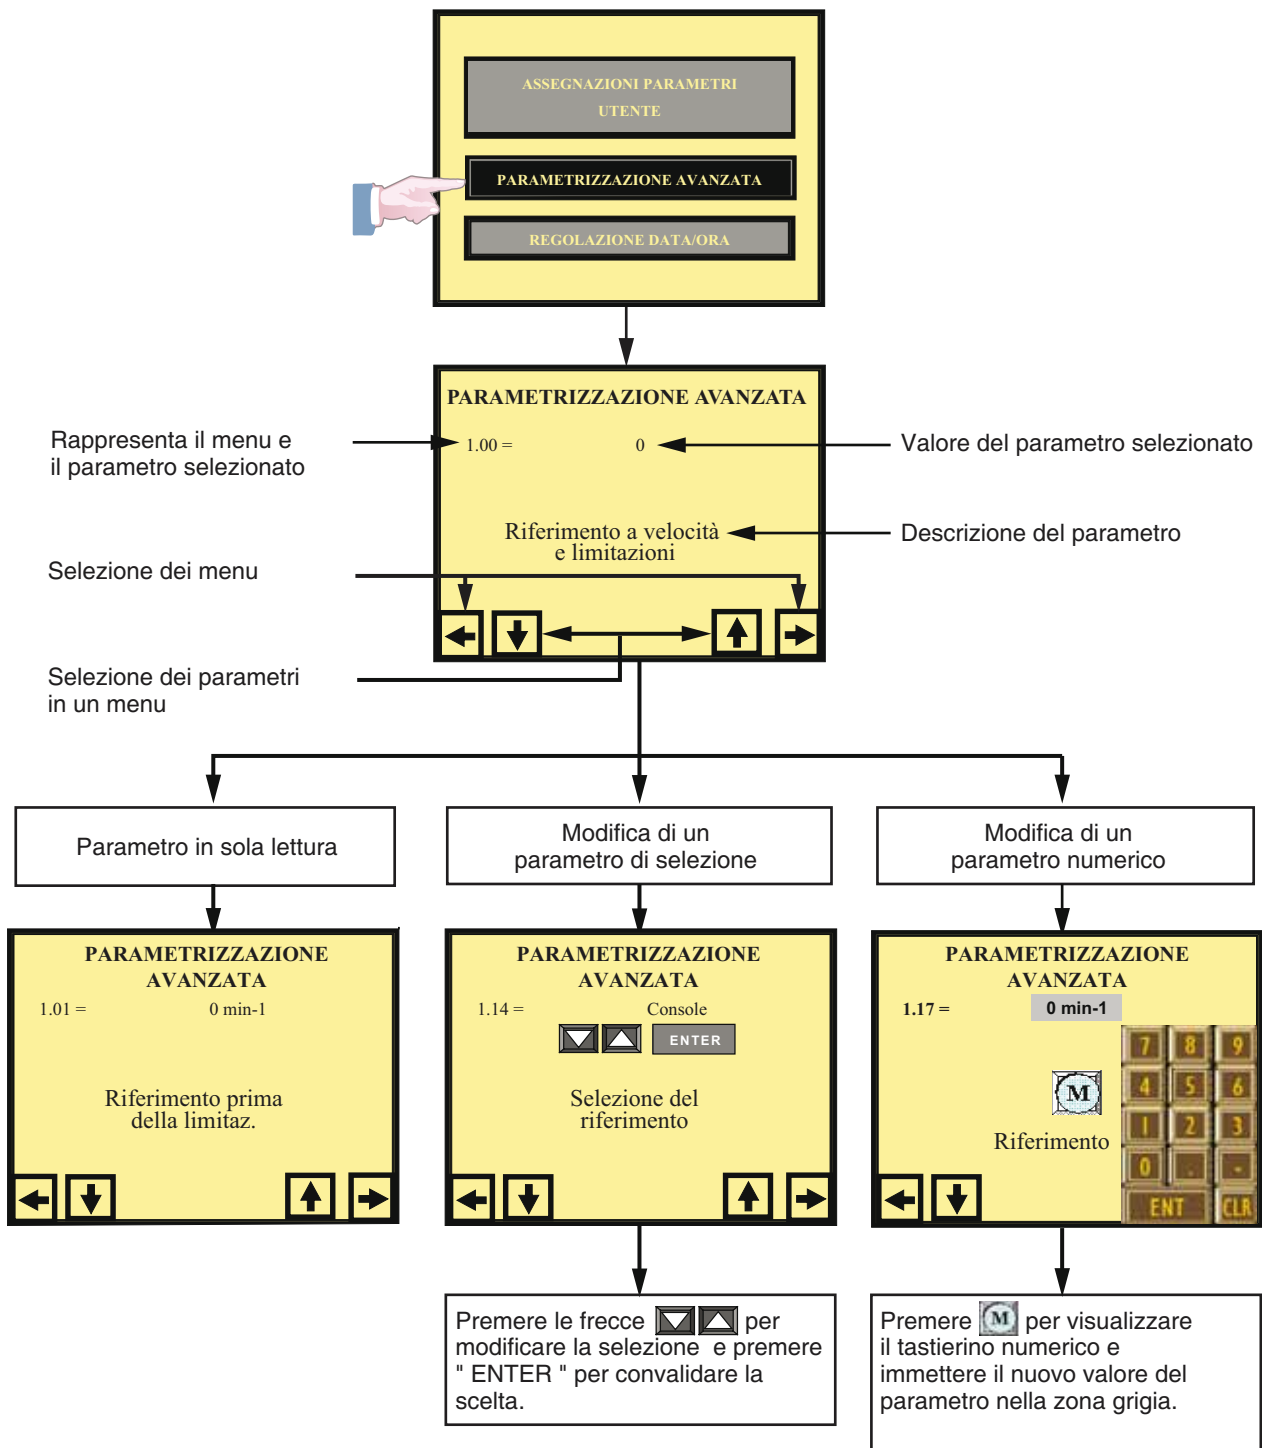 ASSEGNAZIONI PARAMETRI
UTENTE
PARAMETRIZZAZIONE AVANZATA
REGOLAZIONE DATA/ORA
PARAMETRIZZAZIONE AVANZATA
Rappresenta il menu e
il parametro selezionato
1.00 = 0
Valore del parametro selezionato
Riferimento a velocità
e limitazioni
Descrizione del parametro
Selezione dei menu
Selezione dei parametri
in un menu
Parametro in sola lettura
Modifica di un
parametro di selezione
Modifica di un
parametro numerico
PARAMETRIZZAZIONE
AVANZATA
1.01 = 0 min-1
Riferimento prima
della limitaz.
PARAMETRIZZAZIONE
AVANZATA
1.14 = Console
ENTER
Selezione del
riferimento
PARAMETRIZZAZIONE
AVANZATA
1.17 = 0 min-1
7 8 9
4 5 6
M
1 2 3
Riferimento
0 . -
ENT CLR
Premere le frecce per
modificare la selezione e premere
" ENTER " per convalidare la
scelta.
Premere M per visualizzare
il tastierino numerico e
immettere il nuovo valore del
parametro nella zona grigia.